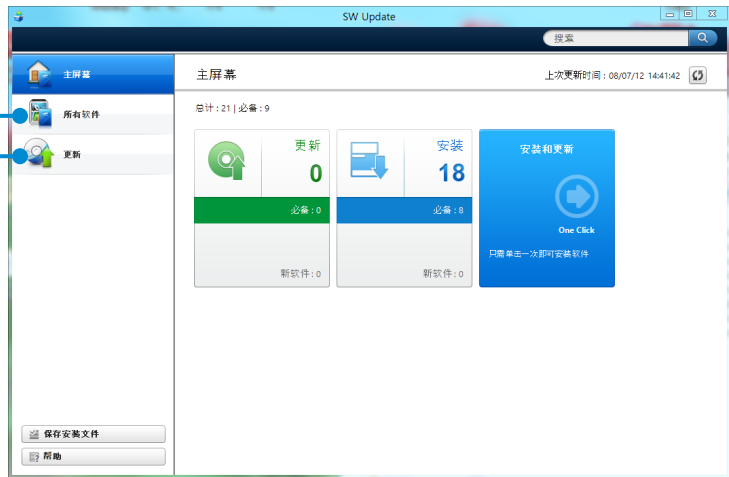 SW Update
搜索
主屏幕
所有软件
更新
保存安装文件
帮助
主屏幕
上次更新时间 : 08/07/12 14:41:42
总计 : 21 | 必备 : 9
更新
0
必备 : 0
新软件 : 0
安装
18
必备 : 8
新软件 : 0
安装和更新
One Click
只需单击一次即可安装软件